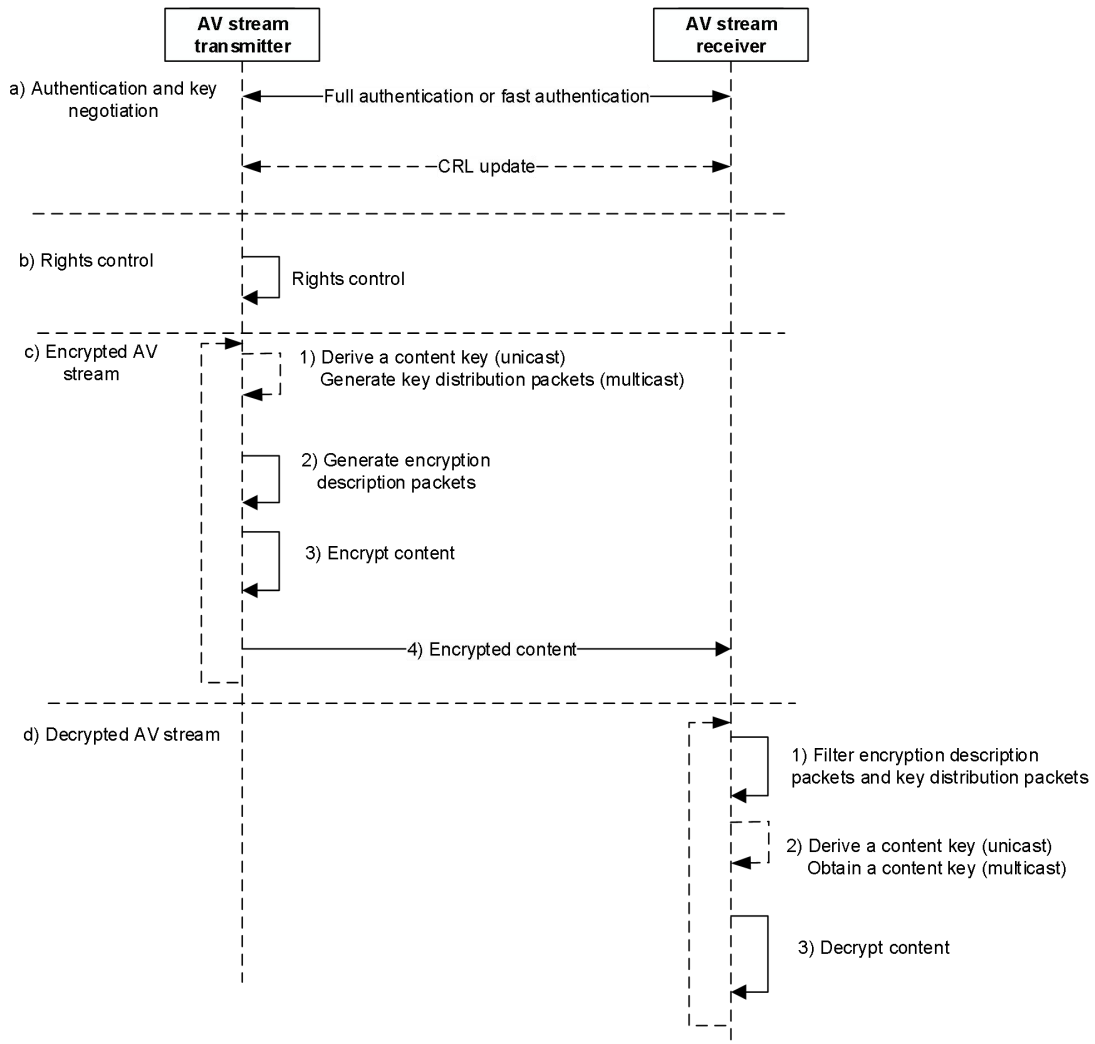 AV stream
transmitter
AV stream
receiver
a) Authentication and key
negotiation
Full authentication or fast authentication
CRL update
b) Rights control
Rights control
c) Encrypted AV
stream
1) Derive a content key (unicast)
Generate key distribution packets (multicast)
2) Generate encryption
description packets
3) Encrypt content
4) Encrypted content
d) Decrypted AV stream
1) Filter encryption description
packets and key distribution packets
2) Derive a content key (unicast)
Obtain a content key (multicast)
3) Decrypt content